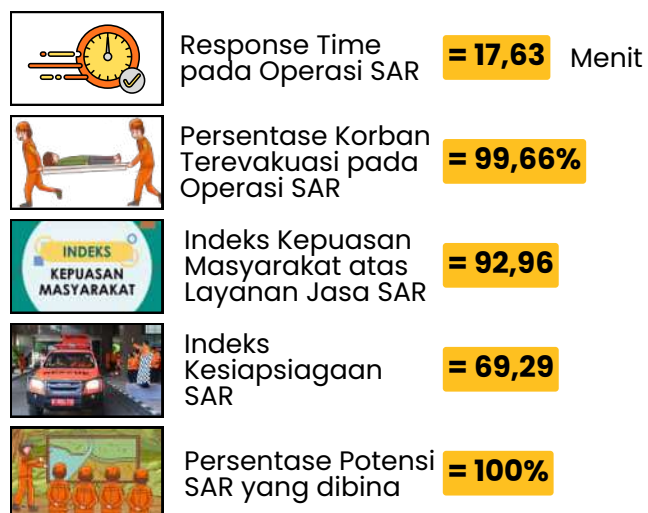 Response Time
pada Operasi SAR
= 17,63 Menit
Persentase Korban
Terevakuasi pada
Operasi SAR
= 99,66%
INDEKS
KEPUASAN
MASYARAKAT
Indeks Kepuasan
Masyarakat atas
Layanan Jasa SAR
= 92,96
Indeks
Kesiapsiagaan
SAR
= 69,29
Persentase Potensi
SAR yang dibina
= 100%